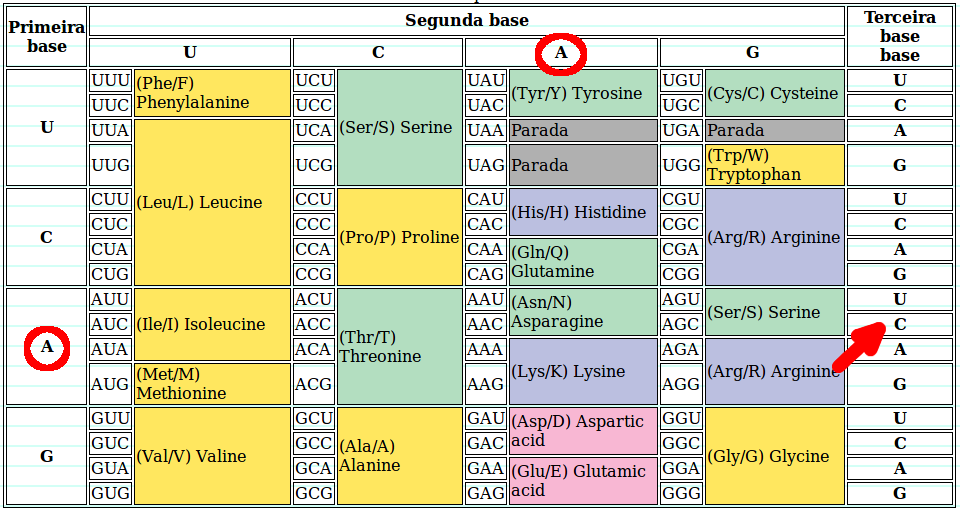 Primeira base Segunda base Terceira base base
U C A G
U UUU (Phe/F) Phenylalanine UCU (Ser/S) Serine UAU (Tyr/Y) Tyrosine UGU (Cys/C) Cysteine U
UUC UCC UAC UGC C
UUA (Leu/L) Leucine UCA UAA Parada UGA Parada A
UUG UCG UAG Parada UGG (Trp/W) Tryptophan G
C CUU CCU (Pro/P) Proline CAU (His/H) Histidine CGU (Arg/R) Arginine U
CUC CCC CAC CGC C
CUA CCA CAA (Gln/Q) Glutamine CGA A
CUG CCG CAG CGG G
A AUU (Ile/I) Isoleucine ACU (Thr/T) Threonine AAU (Asn/N) Asparagine AGU (Ser/S) Serine U
AUC ACC AAC AGC C
AUA ACA AAA (Lys/K) Lysine AGA (Arg/R) Arginine A
AUG (Met/M) Methionine ACG AAG AGG G
G GUU (Val/V) Valine GCU (Ala/A) Alanine GAU (Asp/D) Aspartic acid GGU (Gly/G) Glycine U
GUC GCC GAC GGC C
GUA GCA GAA (Glu/E) Glutamic acid GGA A
GUG GCG GAG GGG G